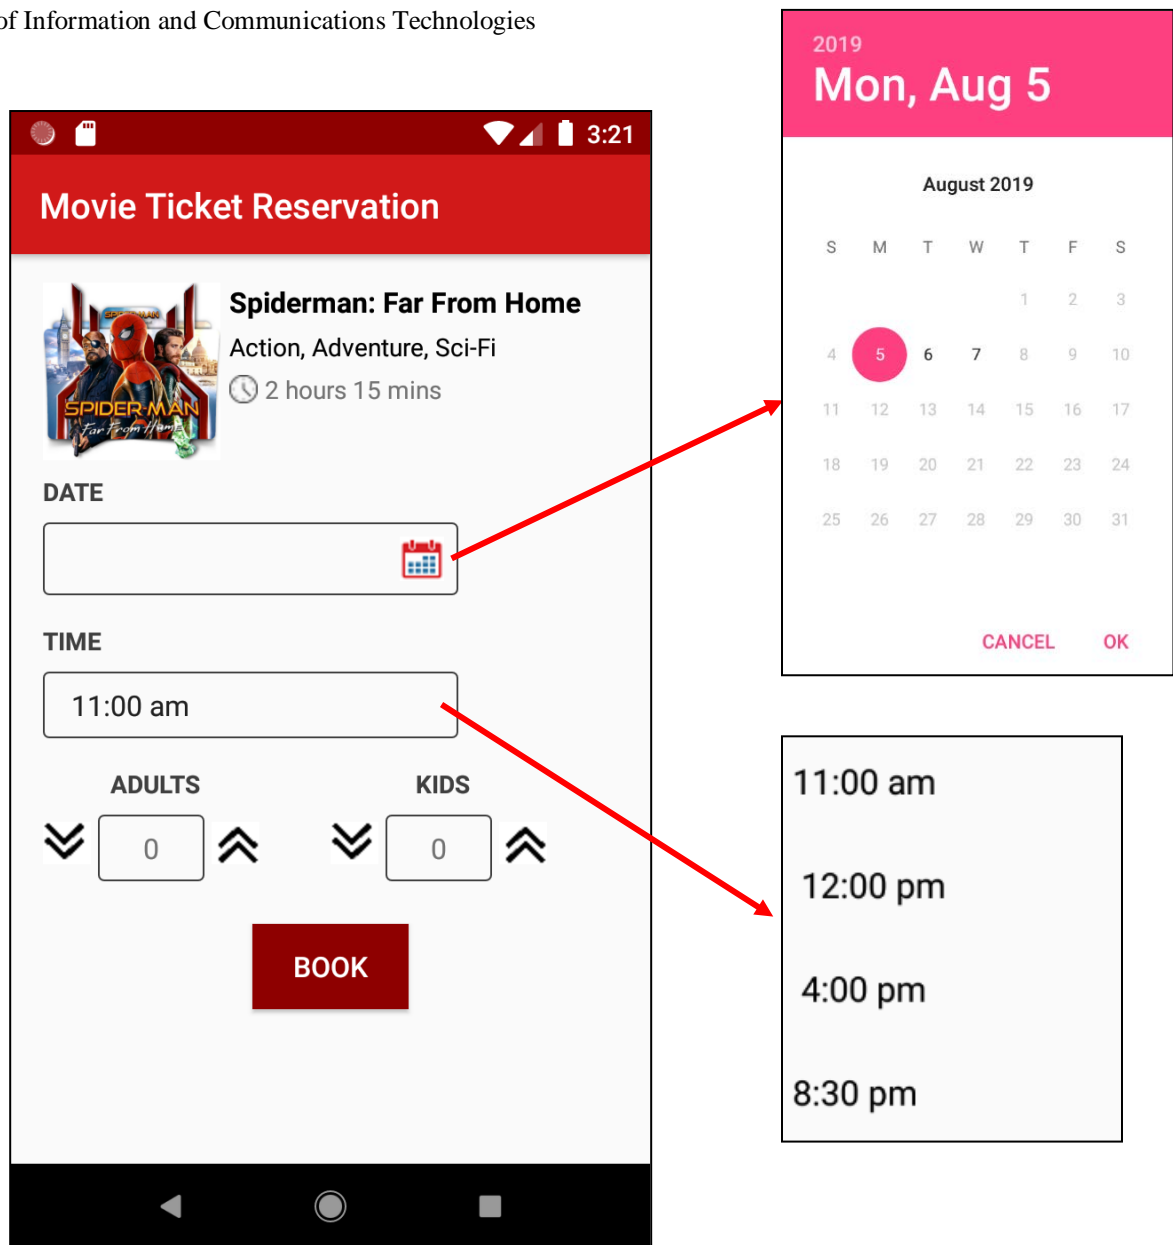 of Information and Communications Technologies
3:21
Movie Ticket Reservation
SPIDER-MAN
Far From Home
Spiderman: Far From Home
Action, Adventure, Sci-Fi
2 hours 15 mins
DATE
TIME
11:00 am
ADULTS KIDS
0 0
BOOK
2019
Mon, Aug 5
August 2019
S M T W T F S
1 2 3
4 5 6 7 8 9 10
11 12 13 14 15 16 17
18 19 20 21 22 23 24
25 26 27 28 29 30 31
CANCEL OK
11:00 am
12:00 pm
4:00 pm
8:30 pm